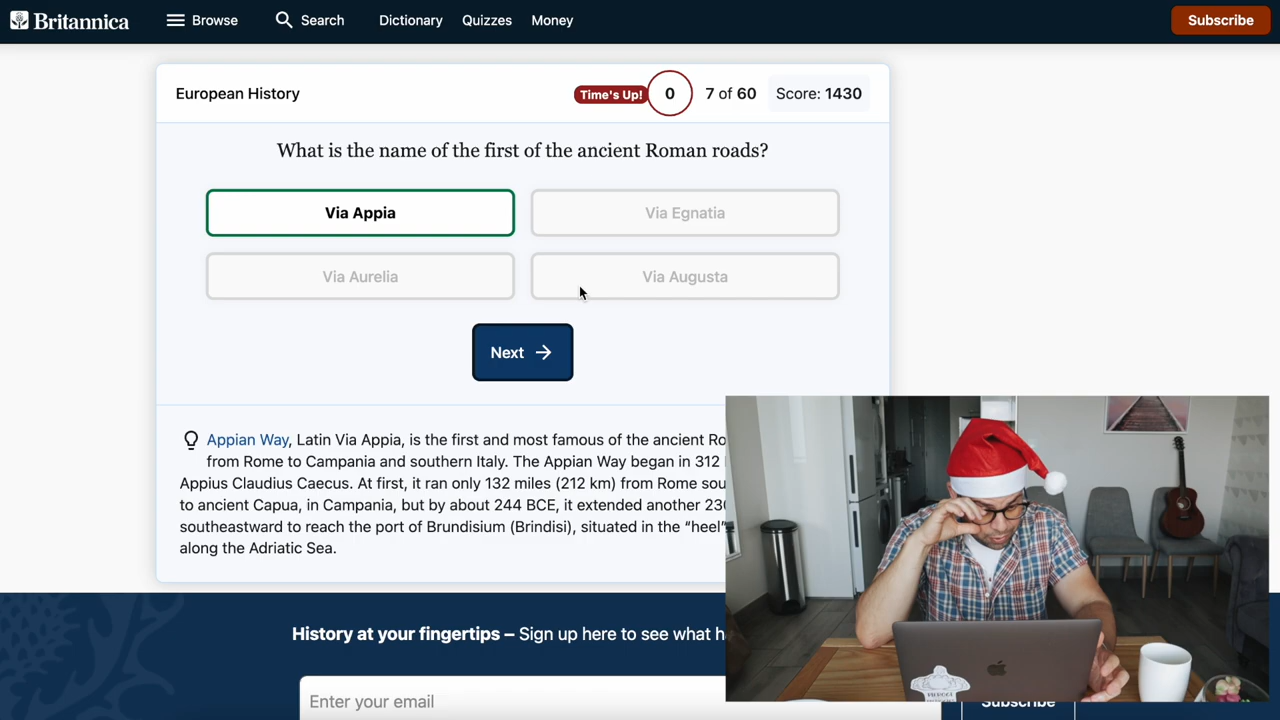 Britannica
Browse
Search
Dictionary
Quizzes
Money
Subscribe
European History
Time's Up!
0
7 of 60
Score: 1430
What is the name of the first of the ancient Roman roads?
Via Appia
Via Egnatia
Via Aurelia
Via Augusta
Next
Appian Way, Latin Via Appia, is the first and most famous of the ancient Ro
from Rome to Campania and southern Italy. The Appian Way began in 312
Appius Claudius Caecus. At first, it ran only 132 miles (212 km) from Rome sou
to ancient Capua, in Campania, but by about 244 BCE, it extended another 23
southeastward to reach the port of Brundisium (Brindisi), situated in the “heel”
along the Adriatic Sea.
History at your fingertips – Sign up here to see what h
Enter your email
Subscribe